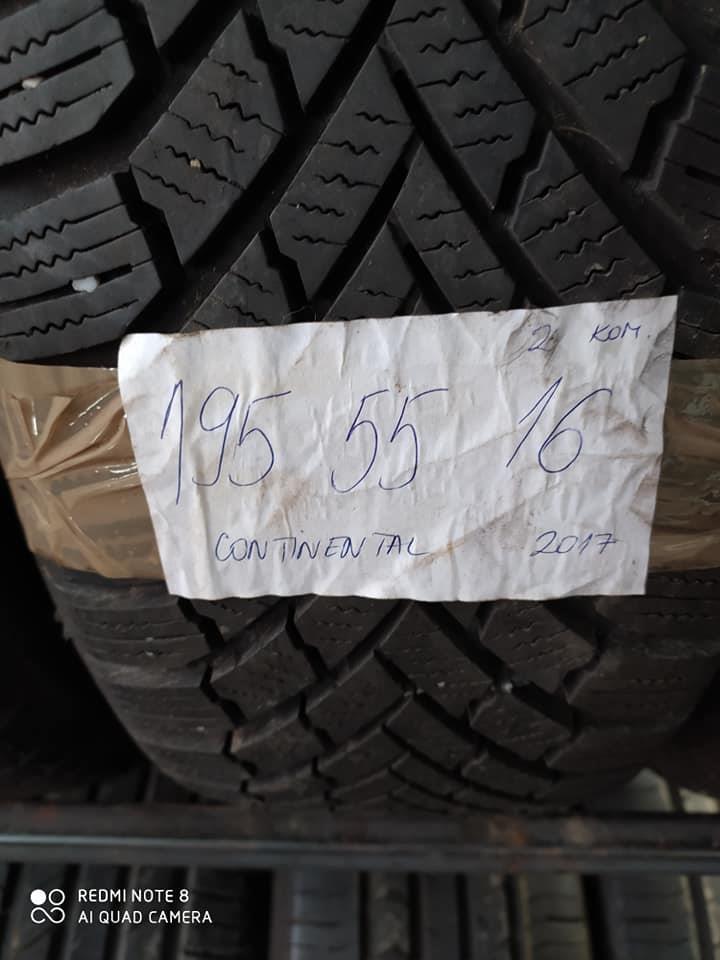 2 KOM.
195 55 16
CONTINENTAL 2017
REDMI NOTE 8
AI QUAD CAMERA